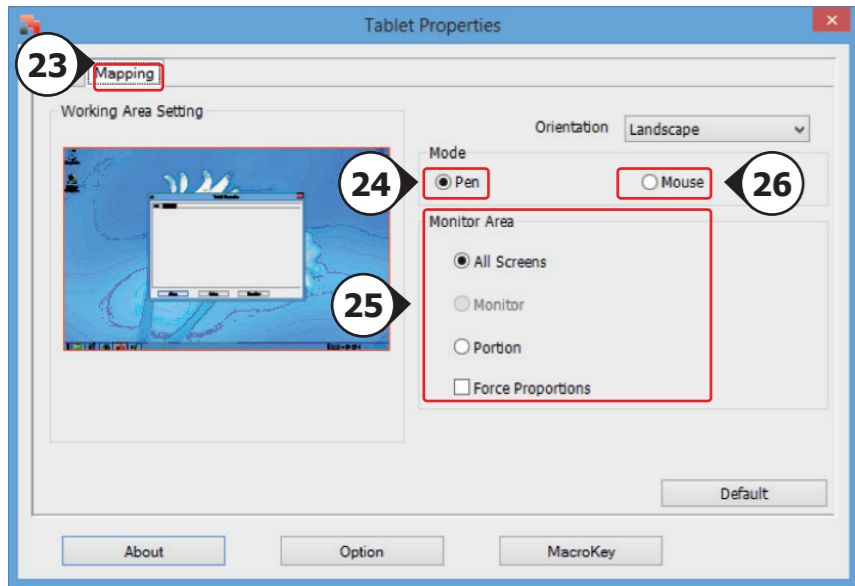 Tablet Properties
23
Mapping
Working Area Setting
Orientation Landscape
Mode
24
Pen
Mouse
26
Monitor Area
All Screens
25
Monitor
Portion
Force Proportions
Default
About Option MacroKey